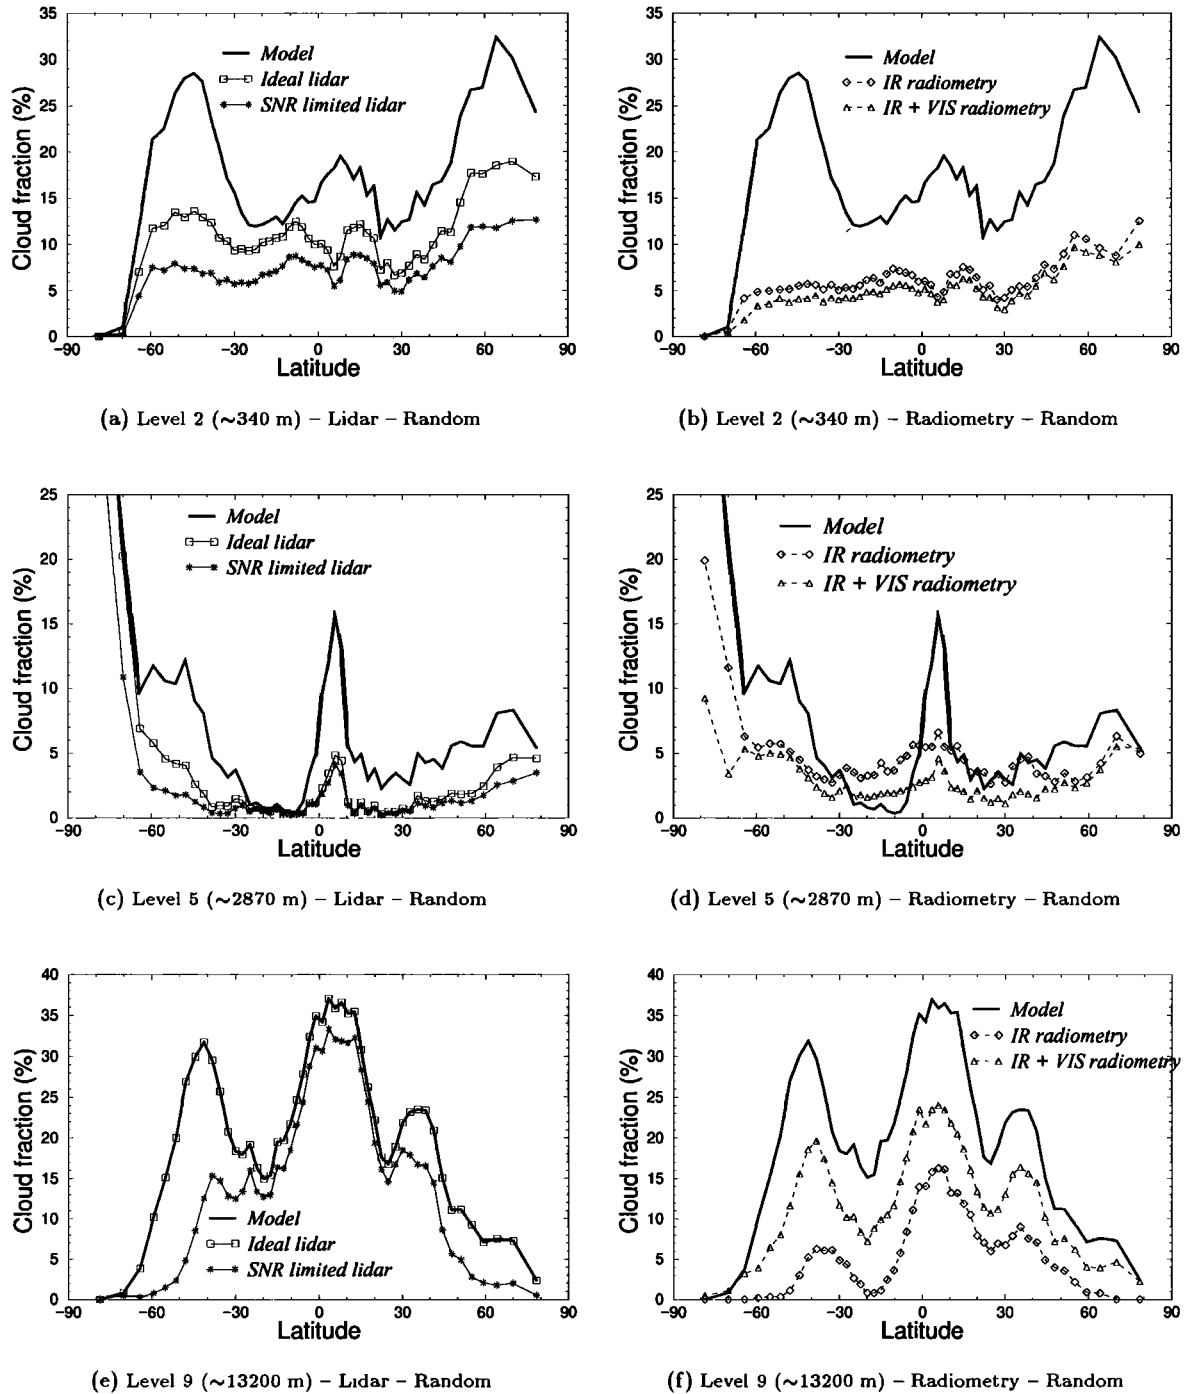 35
30
25
20
15
10
5
0
Cloud fraction (%)
Model
Ideal lidar
SNR limited lidar
−90 −60 −30 0 30 60 90
Latitude
(a) Level 2 (~340 m) – Lidar – Random
35
30
25
20
15
10
5
0
Cloud fraction (%)
Model
IR radiometry
IR + VIS radiometry
−90 −60 −30 0 30 60 90
Latitude
(b) Level 2 (~340 m) – Radiometry – Random
25
20
15
10
5
0
Cloud fraction (%)
Model
Ideal lidar
SNR limited lidar
−90 −60 −30 0 30 60 90
Latitude
(c) Level 5 (~2870 m) – Lidar – Random
25
20
15
10
5
0
Cloud fraction (%)
Model
IR radiometry
IR + VIS radiometry
−90 −60 −30 0 30 60 90
Latitude
(d) Level 5 (~2870 m) – Radiometry – Random
40
35
30
25
20
15
10
5
0
Cloud fraction (%)
Model
Ideal lidar
SNR limited lidar
−90 −60 −30 0 30 60 90
Latitude
(e) Level 9 (~13200 m) – Lidar – Random
40
35
30
25
20
15
10
5
0
Cloud fraction (%)
Model
IR radiometry
IR + VIS radiometry
−90 −60 −30 0 30 60 90
Latitude
(f) Level 9 (~13200 m) – Radiometry – Random